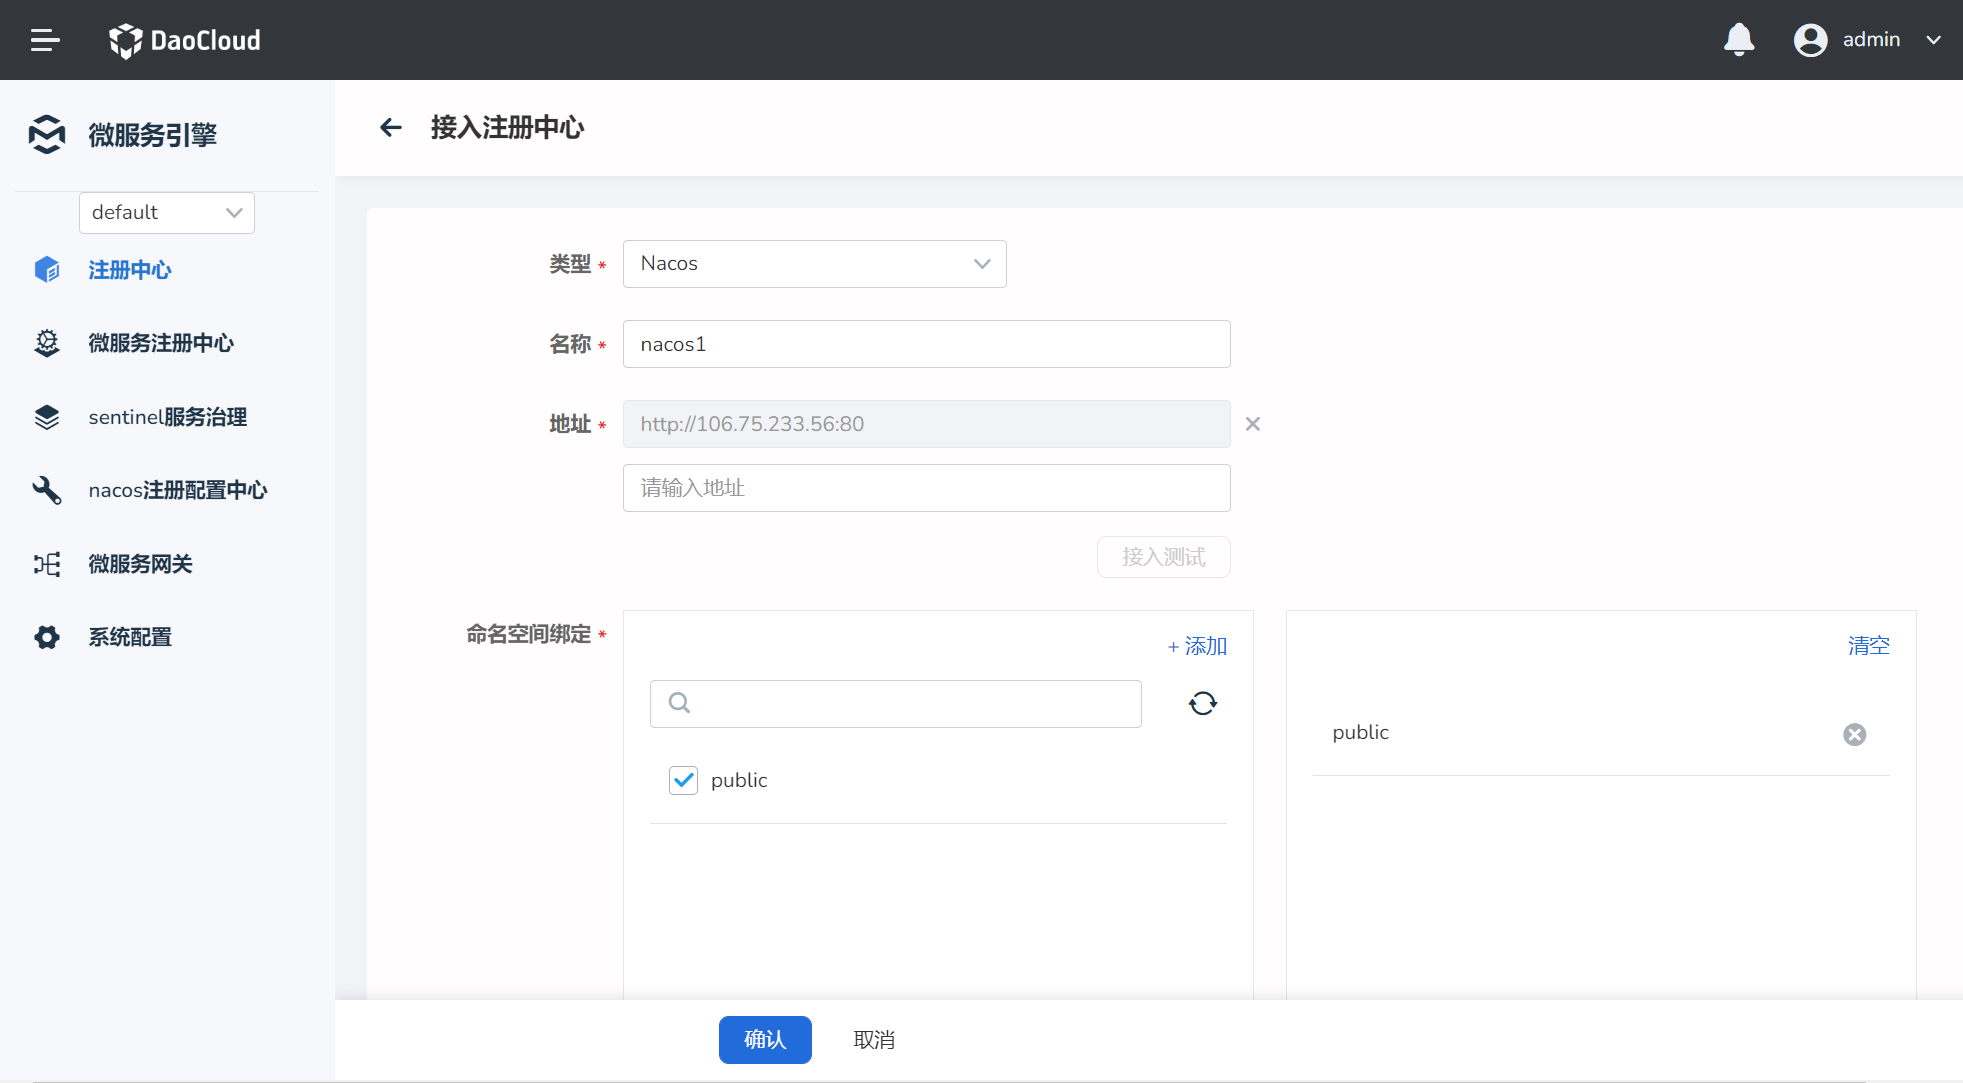 DaoCloud
admin
微服务引擎
default
注册中心
微服务注册中心
sentinel服务治理
nacos注册配置中心
微服务网关
系统配置
接入注册中心
类型 *
Nacos
名称 *
nacos1
地址 *
http://106.75.233.56:80
请输入地址
接入测试
命名空间绑定 *
+ 添加
public
清空
public
确认
取消